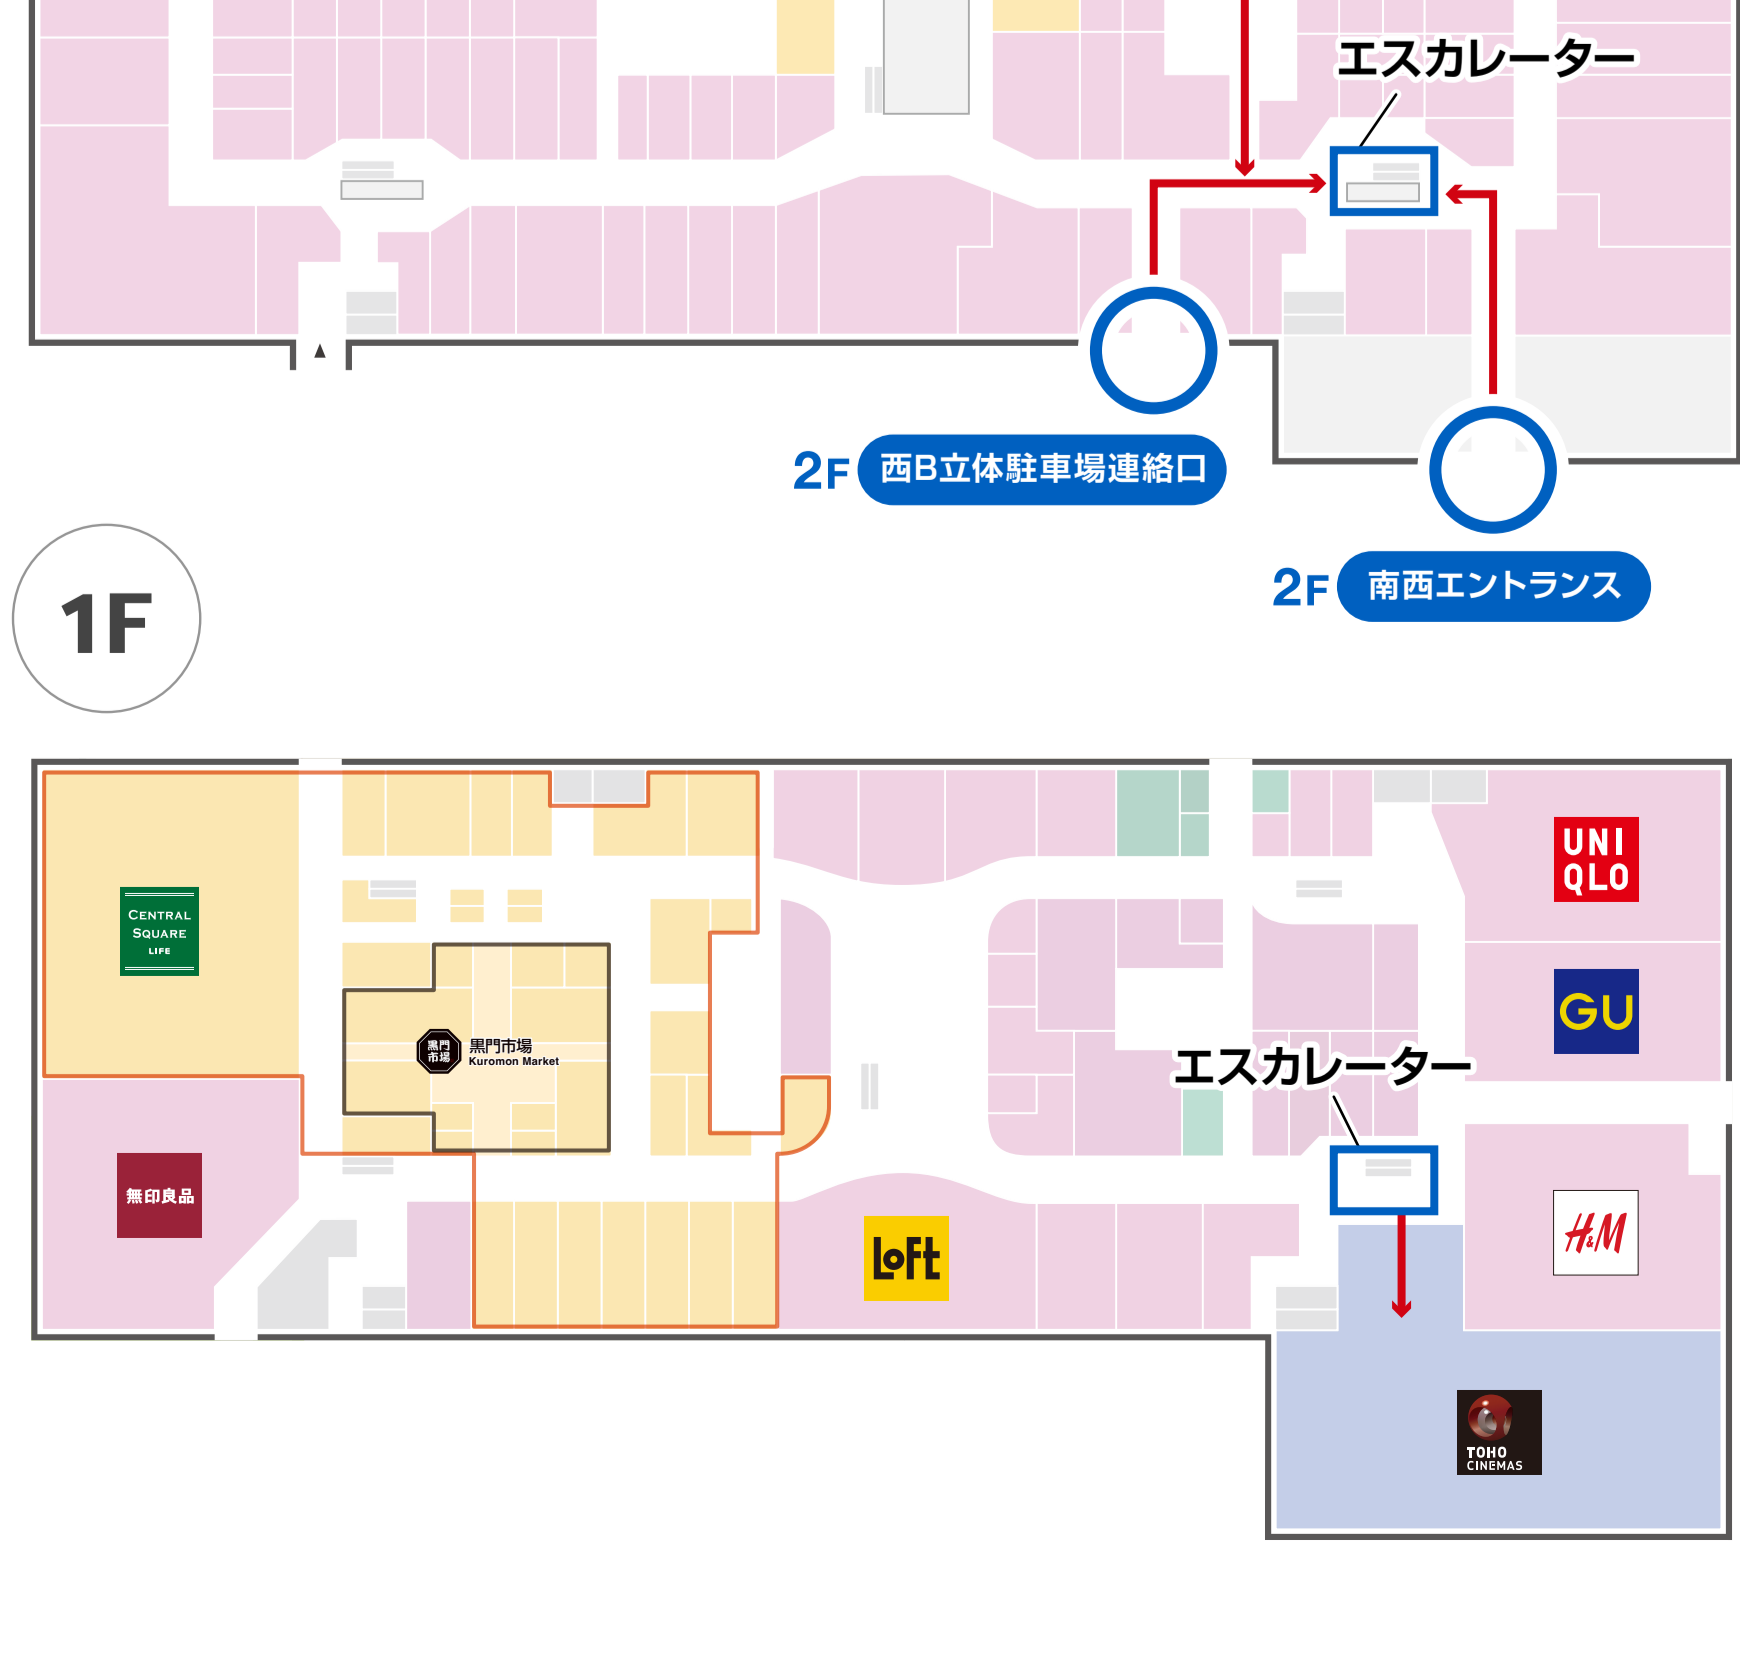 エスカレーター
2F 西B立体駐車場連絡口
2F 南西エントランス
1F
UNI
QLO
CENTRAL
SQUARE
LIFE
GU
黒門
市場
黒門市場
Kuromon Market
エスカレーター
無印良品
LOFT
H&M
TOHO
CINEMAS